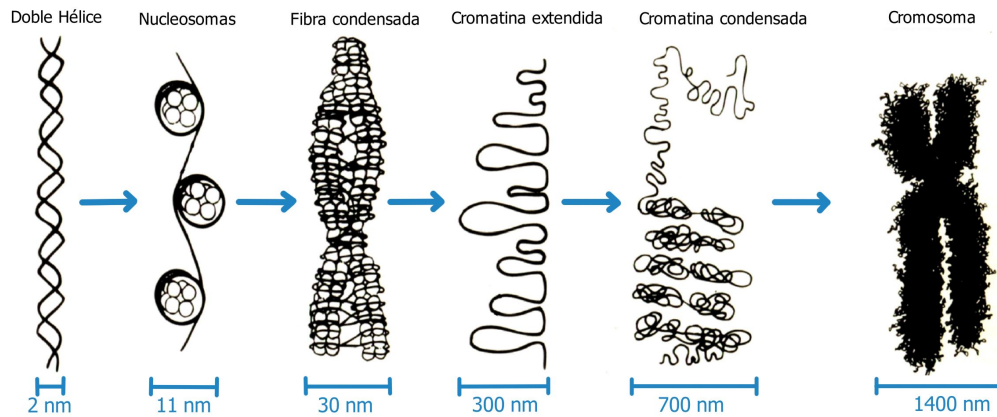 Doble Hélice
Nucleosomas
Fibra condensada
Cromatina extendida
Cromatina condensada
Cromosoma
2 nm
11 nm
30 nm
300 nm
700 nm
1400 nm